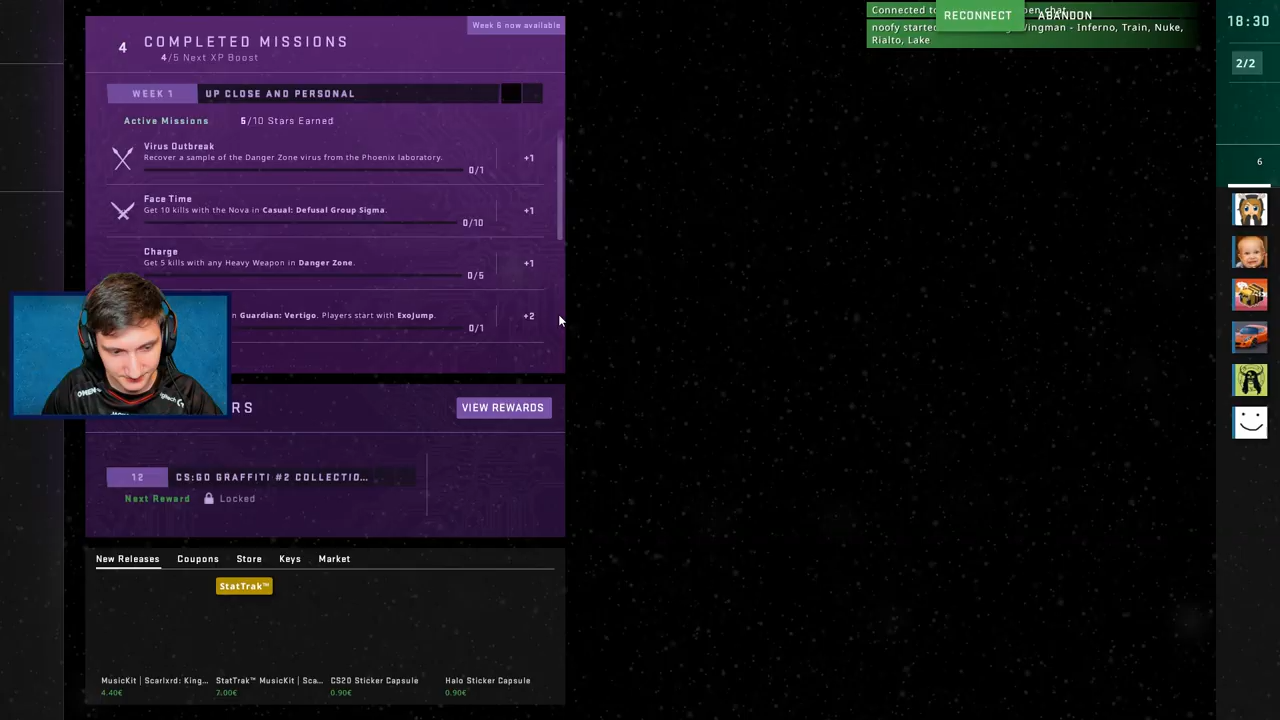 Week 6 now available
4 COMPLETED MISSIONS
4/5 Next XP Boost
WEEK 1 UP CLOSE AND PERSONAL
Active Missions 5/10 Stars Earned
Virus Outbreak
Recover a sample of the Danger Zone virus from the Phoenix laboratory.
+1
0/1
Face Time
Get 10 kills with the Nova in Casual: Defusal Group Sigma.
+1
0/10
Charge
Get 5 kills with any Heavy Weapon in Danger Zone.
+1
0/5
Guardian: Vertigo. Players start with ExoJump.
+2
0/1
RS
VIEW REWARDS
12 CS:GO GRAFFITI #2 COLLECTIO...
Next Reward Locked
New Releases Coupons Store Keys Market
StatTrak™
MusicKit | Scarlxrd: King... StatTrak™ MusicKit | Sca... CS20 Sticker Capsule Halo Sticker Capsule
4.40€ 7.00€ 0.90€ 0.90€
Connected to
chat
RECONNECT ABANDON
noofy started Wingman - Inferno, Train, Nuke,
Rialto, Lake
18:30
2/2
6